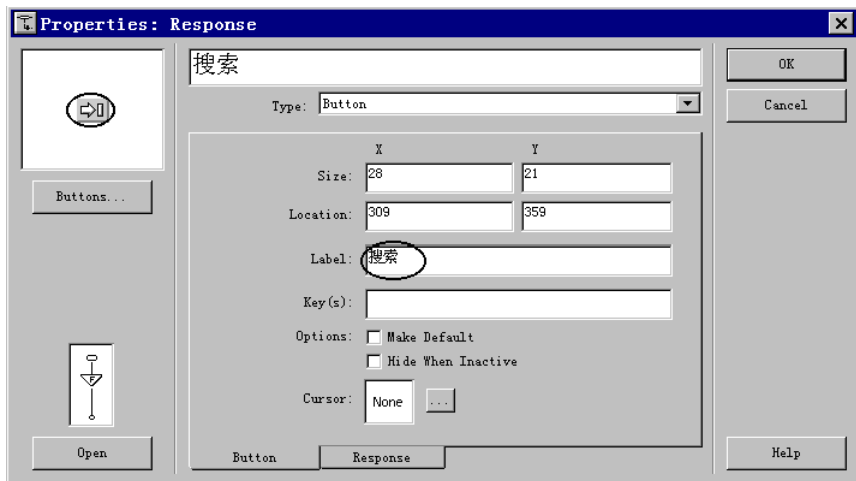 Properties: Response
搜索
OK
Type: Button
Cancel
X Y
Size: 28 21
Buttons...
Location: 309 359
Label: 搜索
Key(s):
Options: Make Default
Hide When Inactive
F
Cursor: None ...
Open
Button Response
Help